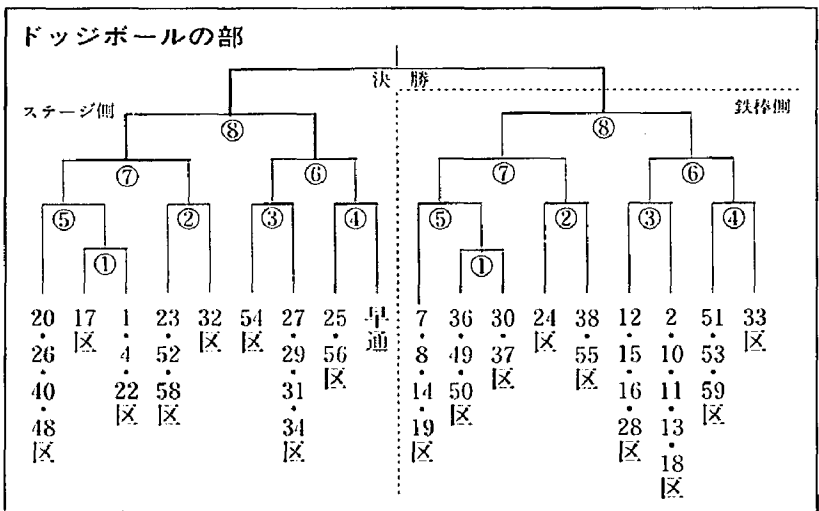 ドッジボールの部
決勝
ステージ側
鉄棒側
⑧ ⑧
⑦ ⑥ ⑦ ⑥
⑤ ② ③ ④ ⑤ ② ③ ④
① ①
20・26・40・48区
17区
1・4・22区
23・52・58区
32区
54区
27・29・31・34区
25・56区
早通
7・8・14・19区
36・49・50区
30・37区
24区
38・55区
12・15・16・28区
2・10・11・13・18区
51・53・59区
33区